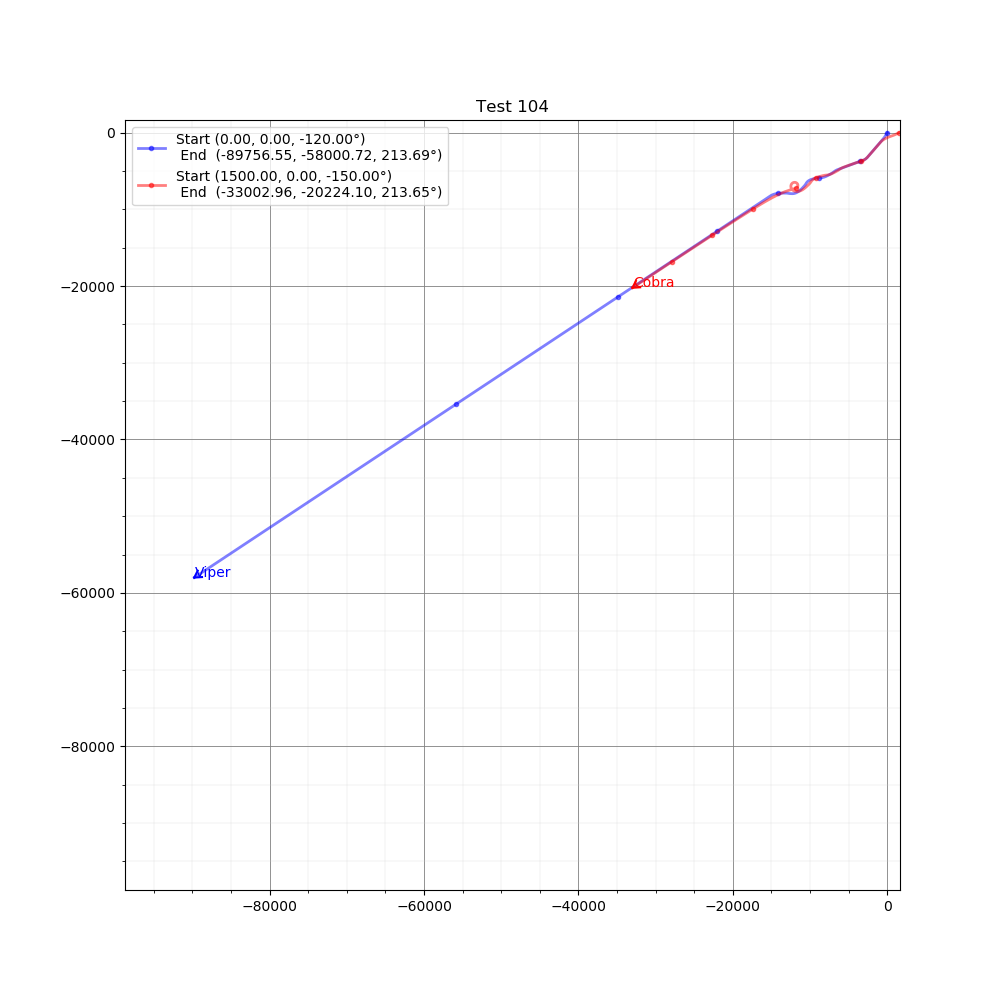 Test 104
Start (0.00, 0.00, -120.00°)
End  (-89756.55, -58000.72, 213.69°)
Start (1500.00, 0.00, -150.00°)
End  (-33002.96, -20224.10, 213.65°)
0
−20000
−40000
−60000
−80000
Cobra
Viper
−80000
−60000
−40000
−20000
0